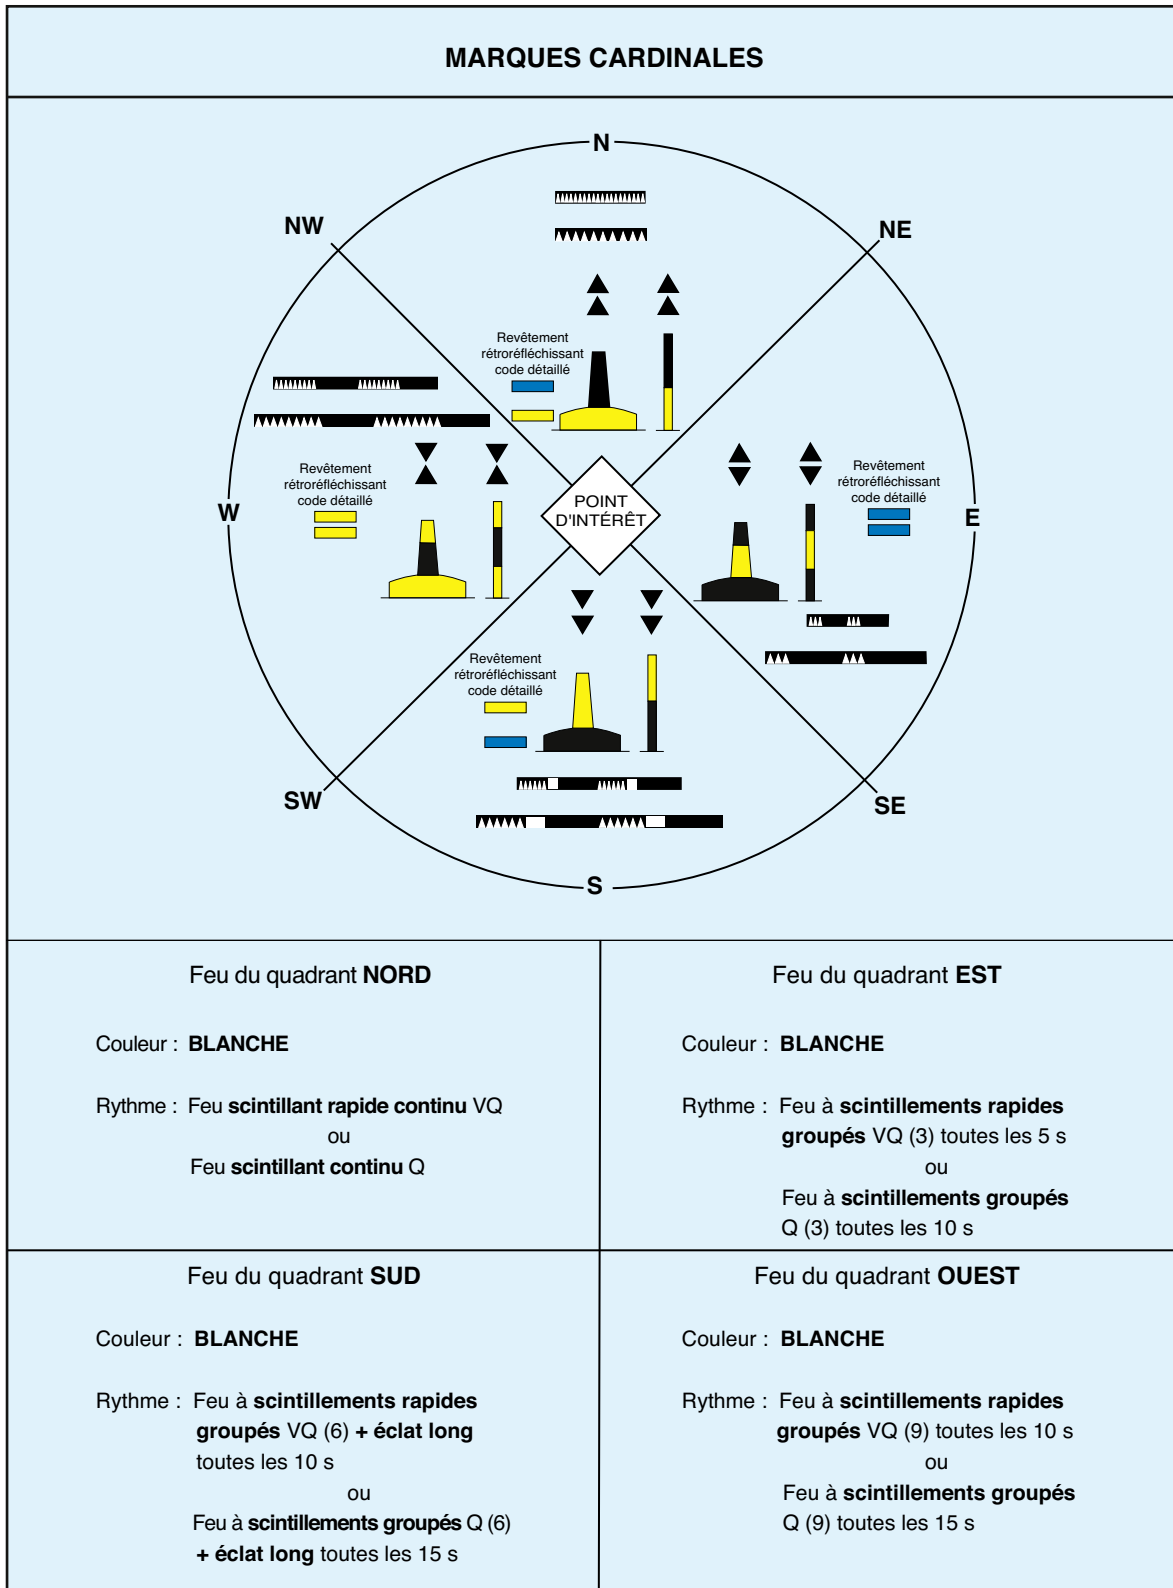 MARQUES CARDINALES
N
NW
NE
Revêtement
rétroréfléchissant
code détaillé
Revêtement
rétroréfléchissant
code détaillé
Revêtement
rétroréfléchissant
code détaillé
W
POINT
D'INTÉRÊT
E
Revêtement
rétroréfléchissant
code détaillé
SW
SE
S
Feu du quadrant NORD
Couleur : BLANCHE
Rythme : Feu scintillant rapide continu VQ
ou
Feu scintillant continu Q
Feu du quadrant EST
Couleur : BLANCHE
Rythme : Feu à scintillements rapides
groupés VQ (3) toutes les 5 s
ou
Feu à scintillements groupés
Q (3) toutes les 10 s
Feu du quadrant SUD
Couleur : BLANCHE
Rythme : Feu à scintillements rapides
groupés VQ (6) + éclat long
toutes les 10 s
ou
Feu à scintillements groupés Q (6)
+ éclat long toutes les 15 s
Feu du quadrant OUEST
Couleur : BLANCHE
Rythme : Feu à scintillements rapides
groupés VQ (9) toutes les 10 s
ou
Feu à scintillements groupés
Q (9) toutes les 15 s